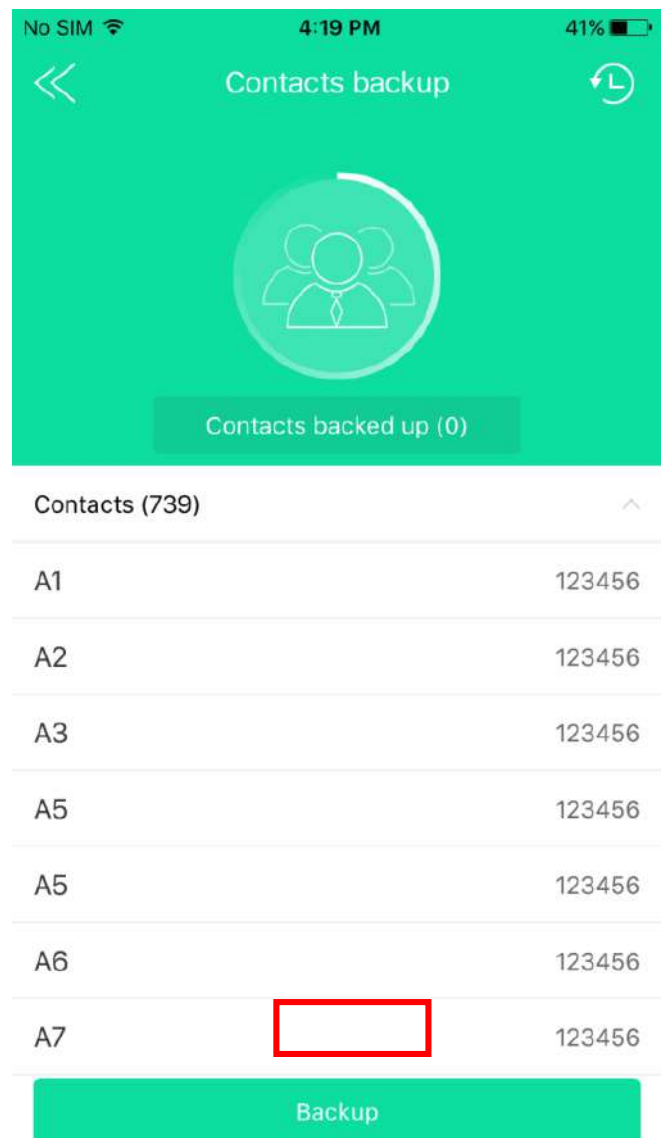 No SIM 4:19 PM 41%
Contacts backup
Contacts backed up (0)
Contacts (739)
A1 123456
A2 123456
A3 123456
A5 123456
A5 123456
A6 123456
A7 123456
Backup